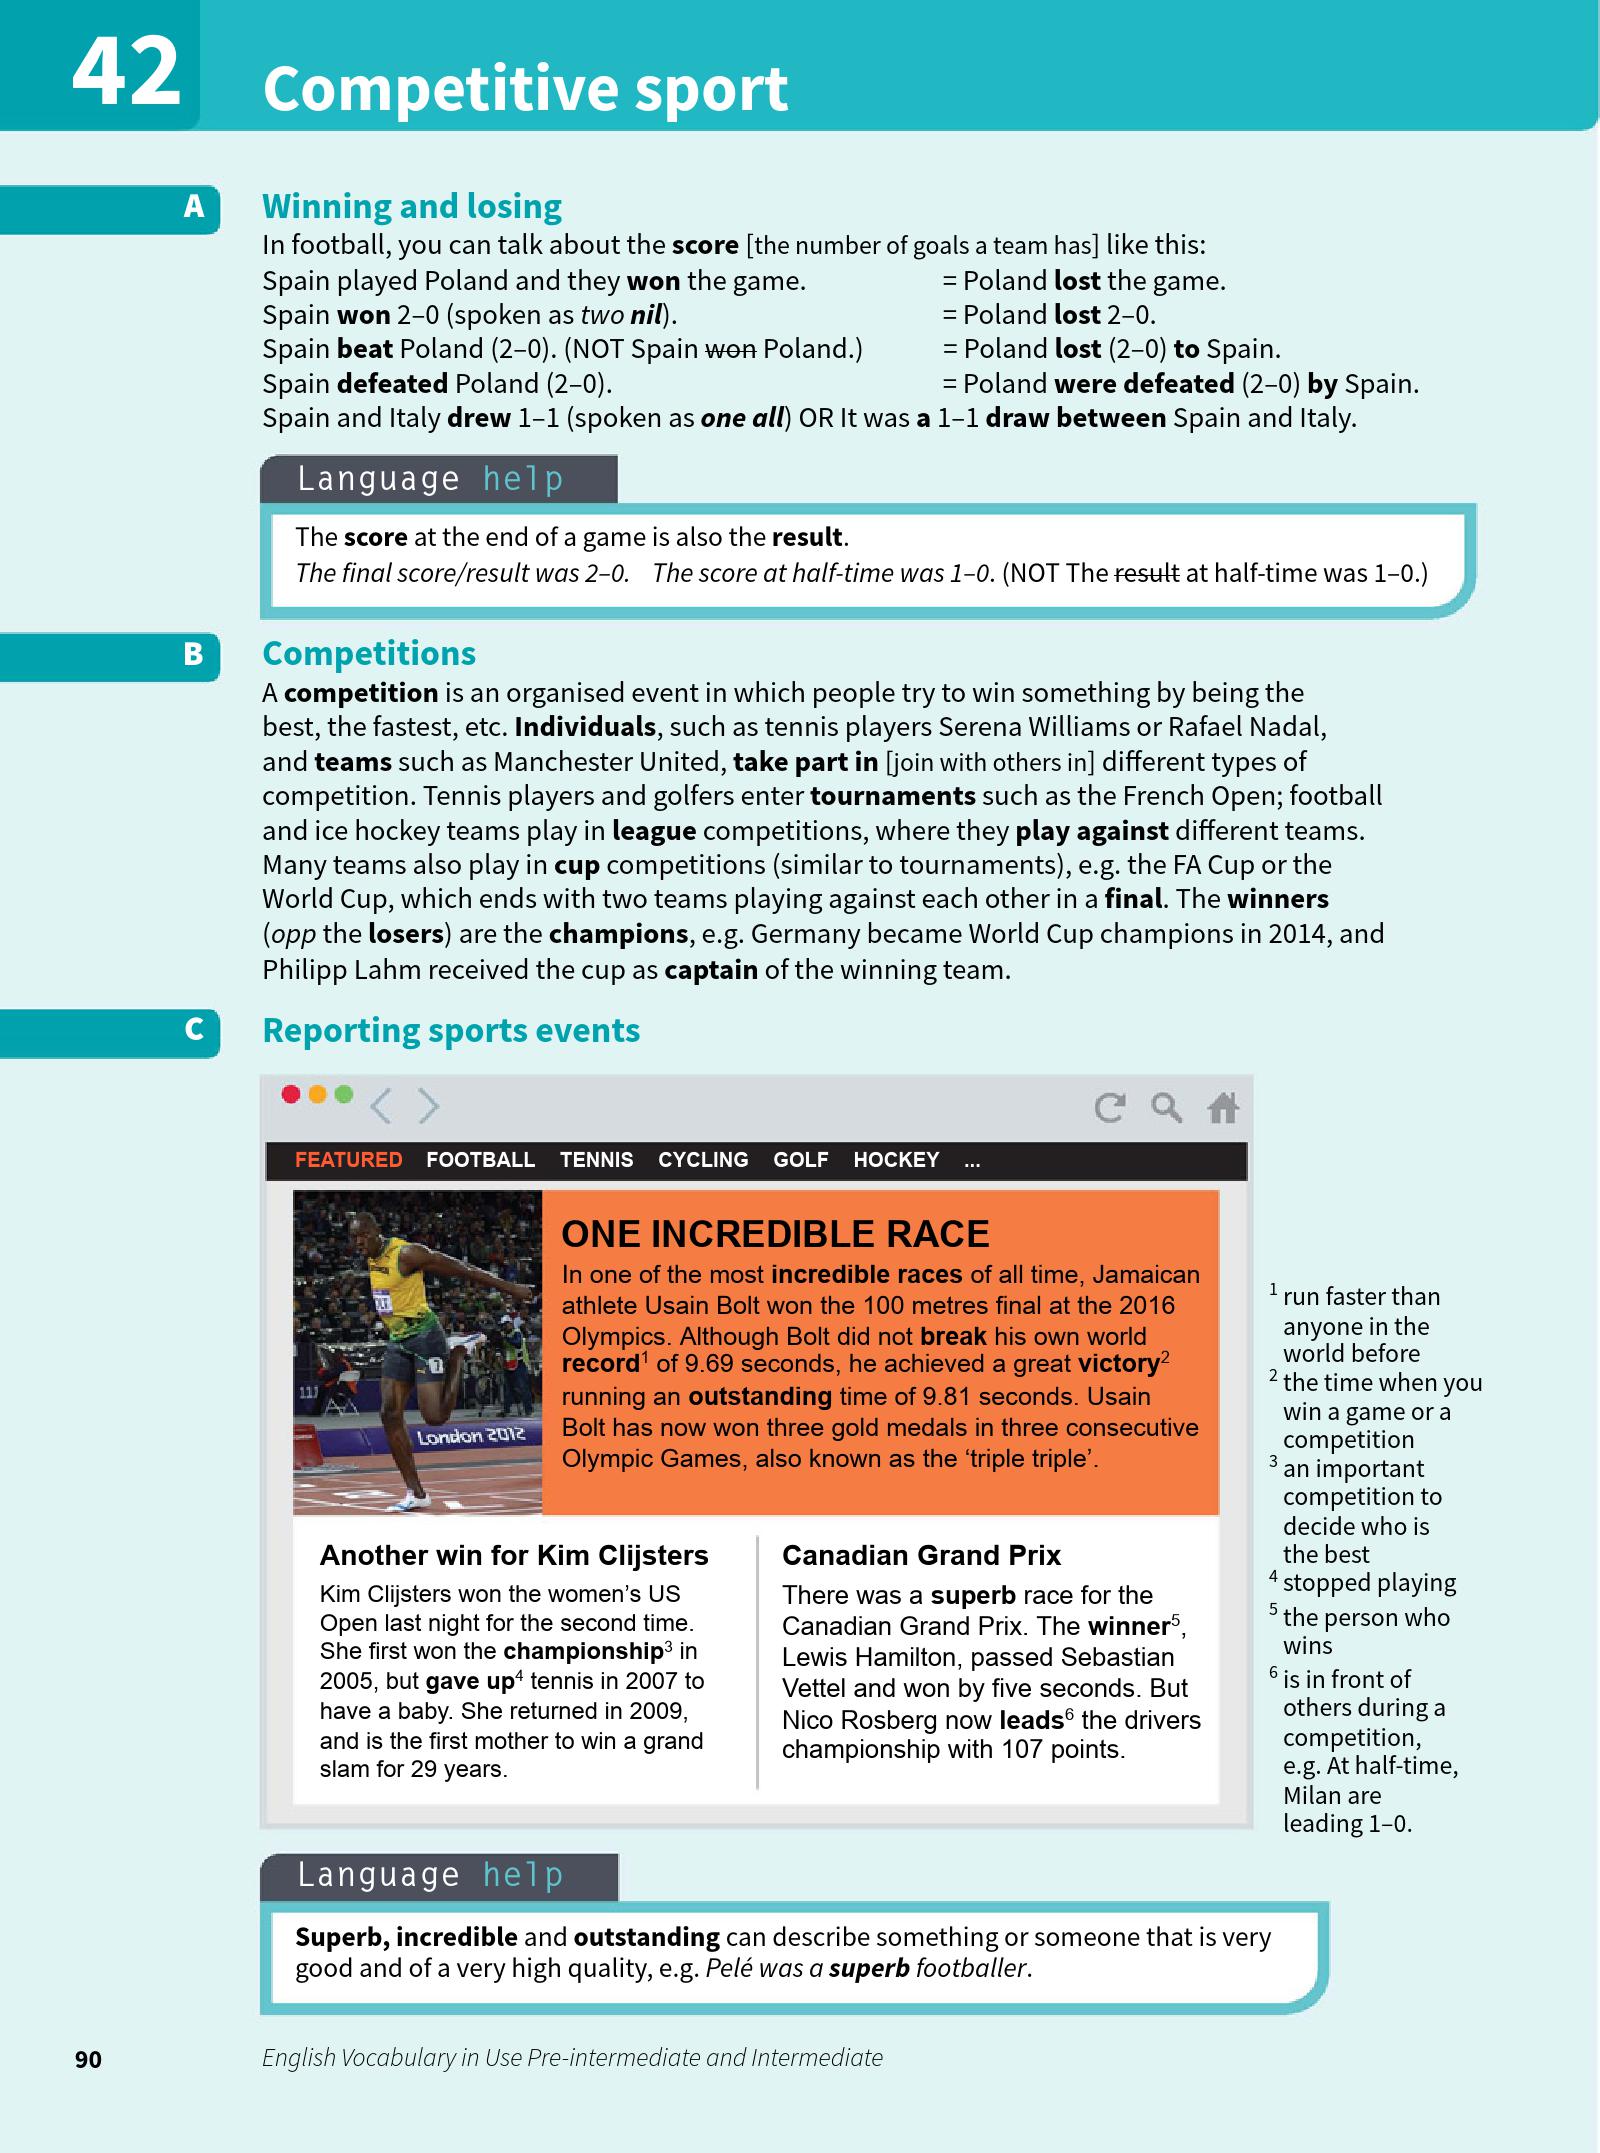 42
Competitive sport
A
Winning and losing
In football, you can talk about the score [the number of goals a team has] like this:
Spain played Poland and they won the game. = Poland lost the game.
Spain won 2–0 (spoken as two nil). = Poland lost 2–0.
Spain beat Poland (2–0). (NOT Spain won Poland.) = Poland lost (2–0) to Spain.
Spain defeated Poland (2–0). = Poland were defeated (2–0) by Spain.
Spain and Italy drew 1–1 (spoken as one all) OR It was a 1–1 draw between Spain and Italy.
Language help
The score at the end of a game is also the result.
The final score/result was 2–0. The score at half-time was 1–0. (NOT The result at half-time was 1–0.)
B
Competitions
A competition is an organised event in which people try to win something by being the
best, the fastest, etc. Individuals, such as tennis players Serena Williams or Rafael Nadal,
and teams such as Manchester United, take part in [join with others in] different types of
competition. Tennis players and golfers enter tournaments such as the French Open; football
and ice hockey teams play in league competitions, where they play against different teams.
Many teams also play in cup competitions (similar to tournaments), e.g. the FA Cup or the
World Cup, which ends with two teams playing against each other in a final. The winners
(opp the losers) are the champions, e.g. Germany became World Cup champions in 2014, and
Philipp Lahm received the cup as captain of the winning team.
C
Reporting sports events
FEATURED FOOTBALL TENNIS CYCLING GOLF HOCKEY ...
ONE INCREDIBLE RACE
In one of the most incredible races of all time, Jamaican
athlete Usain Bolt won the 100 metres final at the 2016
Olympics. Although Bolt did not break his own world
record1 of 9.69 seconds, he achieved a great victory2
running an outstanding time of 9.81 seconds. Usain
Bolt has now won three gold medals in three consecutive
Olympic Games, also known as the ‘triple triple’.
London 2012
Another win for Kim Clijsters
Kim Clijsters won the women’s US
Open last night for the second time.
She first won the championship3 in
2005, but gave up4 tennis in 2007 to
have a baby. She returned in 2009,
and is the first mother to win a grand
slam for 29 years.
Canadian Grand Prix
There was a superb race for the
Canadian Grand Prix. The winner5,
Lewis Hamilton, passed Sebastian
Vettel and won by five seconds. But
Nico Rosberg now leads6 the drivers
championship with 107 points.
1 run faster than
anyone in the
world before
2 the time when you
win a game or a
competition
3 an important
competition to
decide who is
the best
4 stopped playing
5 the person who
wins
6 is in front of
others during a
competition,
e.g. At half-time,
Milan are
leading 1–0.
Language help
Superb, incredible and outstanding can describe something or someone that is very
good and of a very high quality, e.g. Pelé was a superb footballer.
90
English Vocabulary in Use Pre-intermediate and Intermediate